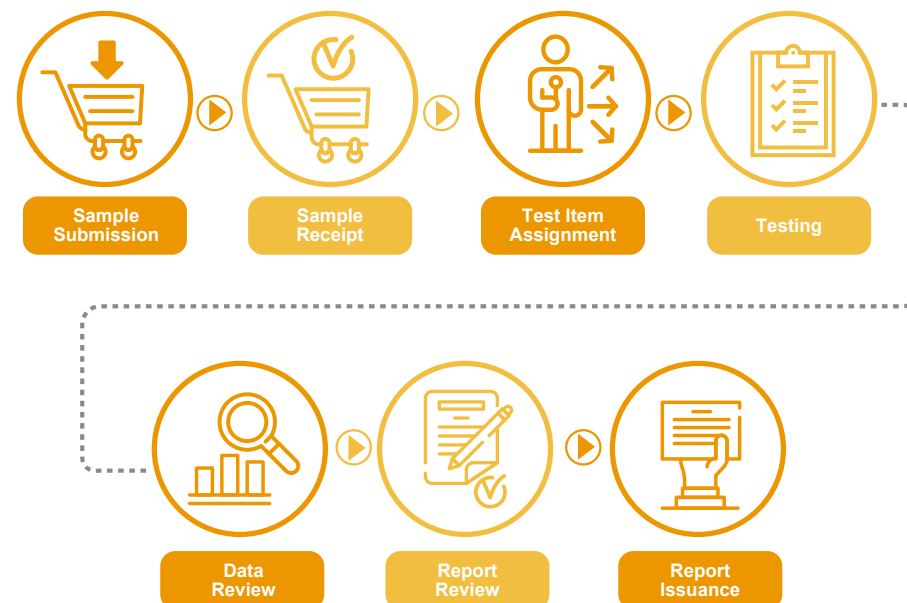 Sample
Submission
Sample
Receipt
Test Item
Assignment
Testing
Data
Review
Report
Review
Report
Issuance